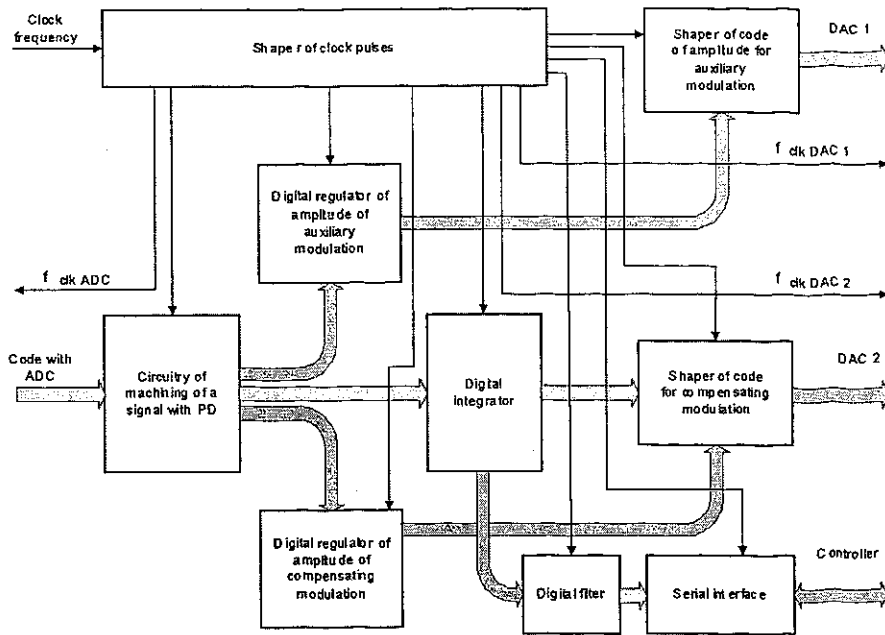 Clock
frequency
Shaper of clock pulses
Shaper of code
of amplitude for
auxiliary
modulation
DAC 1
f clk DAC 1
Digital regulator of
amplitude of
auxiliary
modulation
f clk ADC
f clk DAC 2
Code with
ADC
Circuitry of
machining of a
signal with PD
Digital
integrator
Shaper of code
for compensating
modulation
DAC 2
Digital regulator of
amplitude of
compensating
modulation
Digital filter
Serial interface
Controller